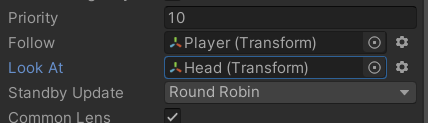 Priority 10
Follow Player (Transform)
Look At Head (Transform)
Standby Update Round Robin
Common Lens